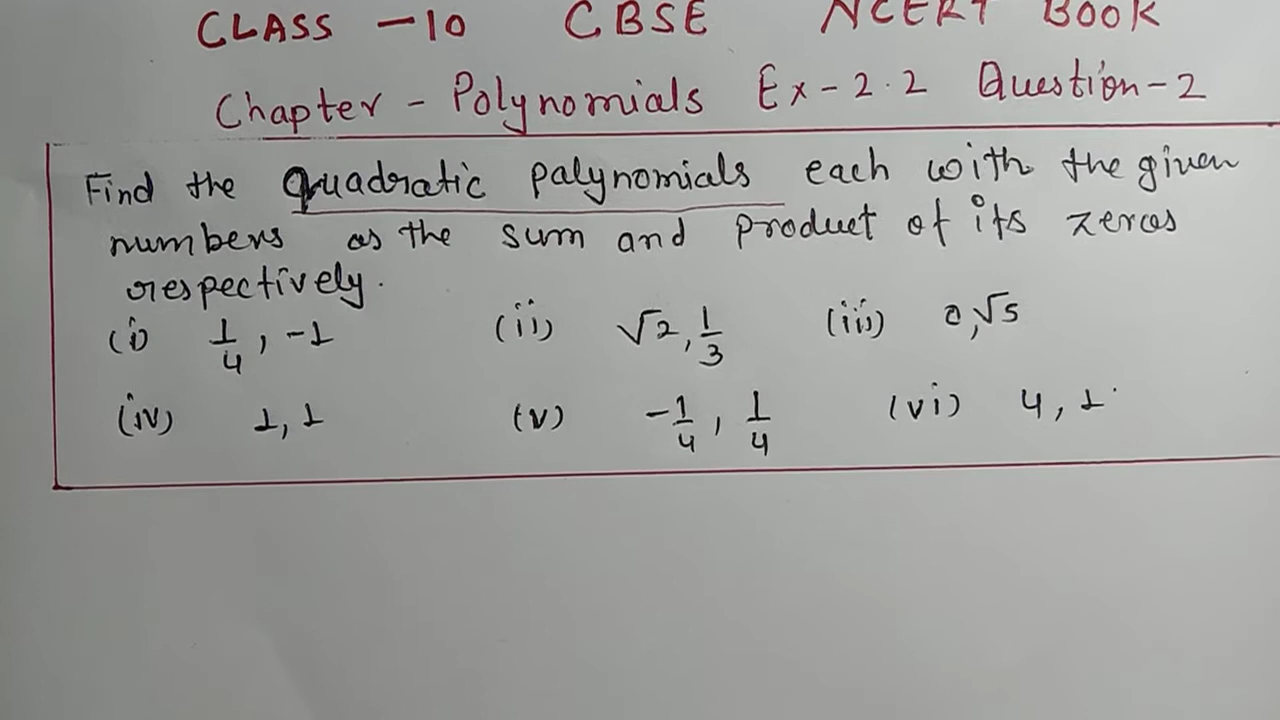 CLASS -10 CBSE NCERT BOOK
Chapter - Polynomials Ex-2.2 Question-2
Find the quadratic palynomials each with the given
numbers as the sum and product of its zeroes
respectively.
(i) 1/4, -1 (ii) √2, 1/3 (iii) 0, √5
(iv) 1, 1 (v) -1/4, 1/4 (vi) 4, 1